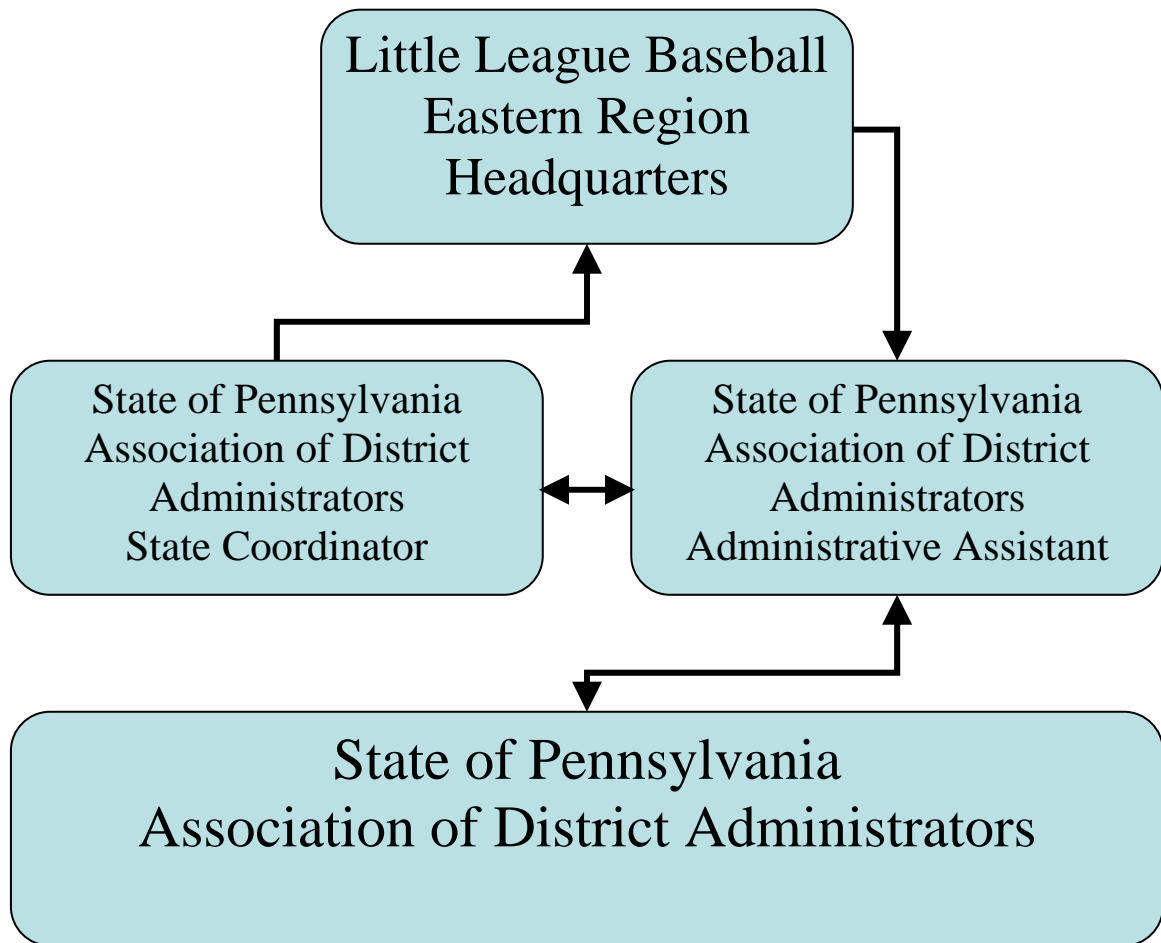 Little League Baseball
Eastern Region
Headquarters
State of Pennsylvania
Association of District
Administrators
State Coordinator
State of Pennsylvania
Association of District
Administrators
Administrative Assistant
State of Pennsylvania
Association of District Administrators